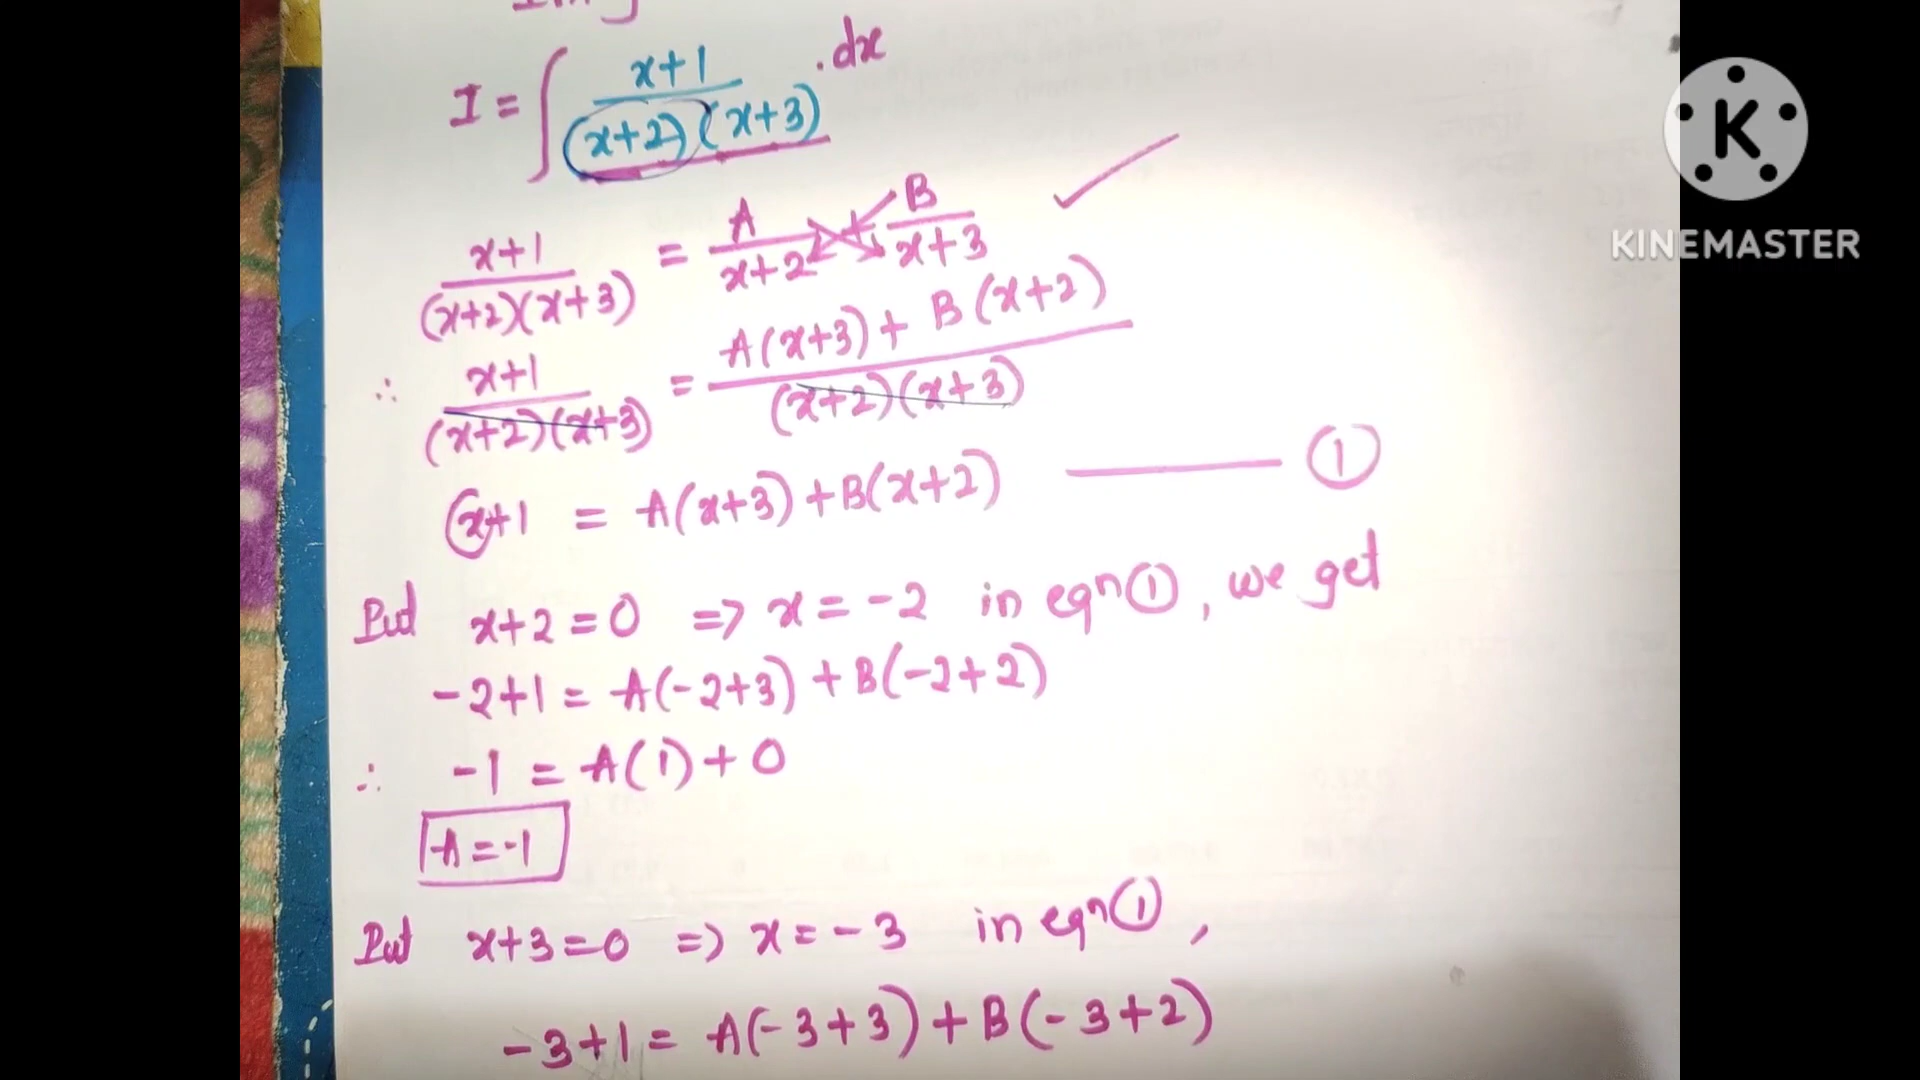 I = ∫ x+1 / (x+2)(x+3) . dx
x+1 / (x+2)(x+3) = A / x+2 + B / x+3
∴ x+1 / (x+2)(x+3) = A(x+3) + B(x+2) / (x+2)(x+3)
x+1 = A(x+3) + B(x+2) ——— ①
Put x+2 = 0 => x = -2 in eqn ①, we get
-2+1 = A(-2+3) + B(-2+2)
∴ -1 = A(1) + 0
A = -1
Put x+3 = 0 => x = -3 in eqn ①,
-3+1 = A(-3+3) + B(-3+2)
K
KINEMASTER